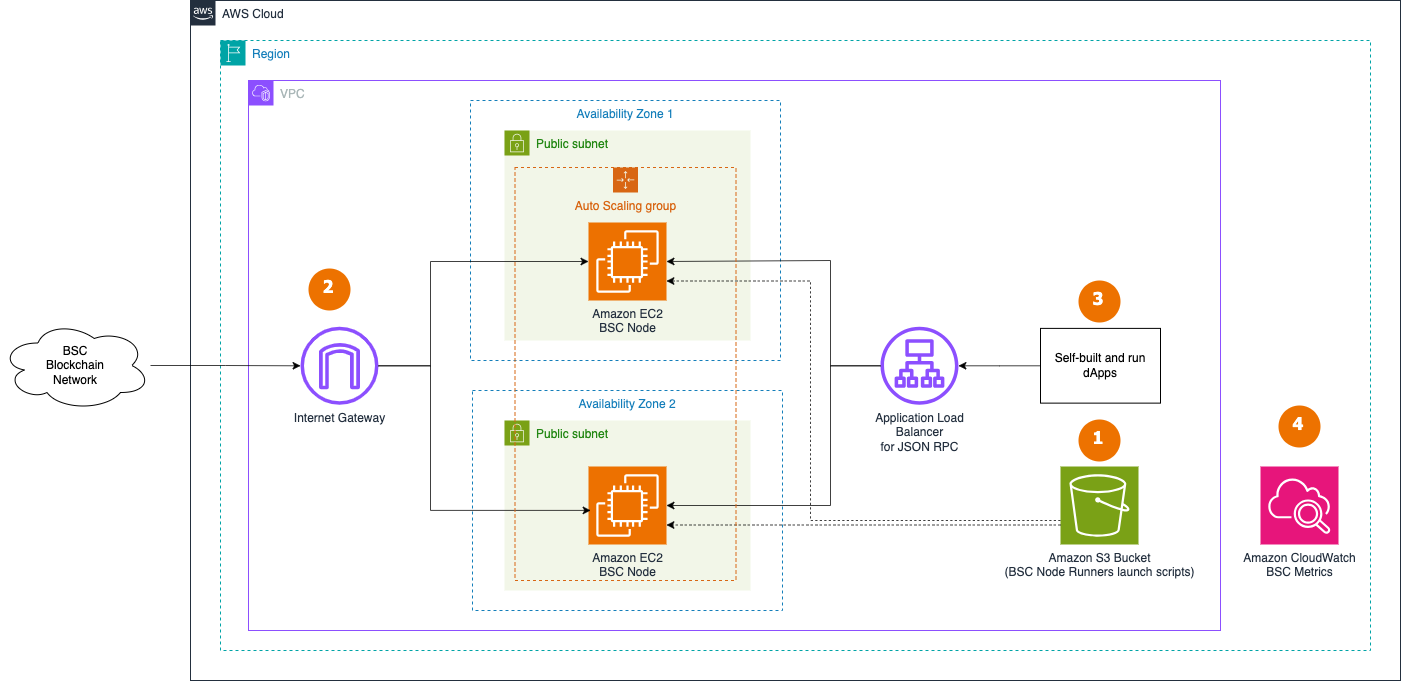 aws
AWS Cloud
Region
VPC
Availability Zone 1
Public subnet
Auto Scaling group
Amazon EC2
BSC Node
2
BSC
Blockchain
Network
Internet Gateway
Availability Zone 2
Public subnet
Amazon EC2
BSC Node
Application Load
Balancer
for JSON RPC
3
Self-built and run
dApps
1
Amazon S3 Bucket
(BSC Node Runners launch scripts)
4
Amazon CloudWatch
BSC Metrics